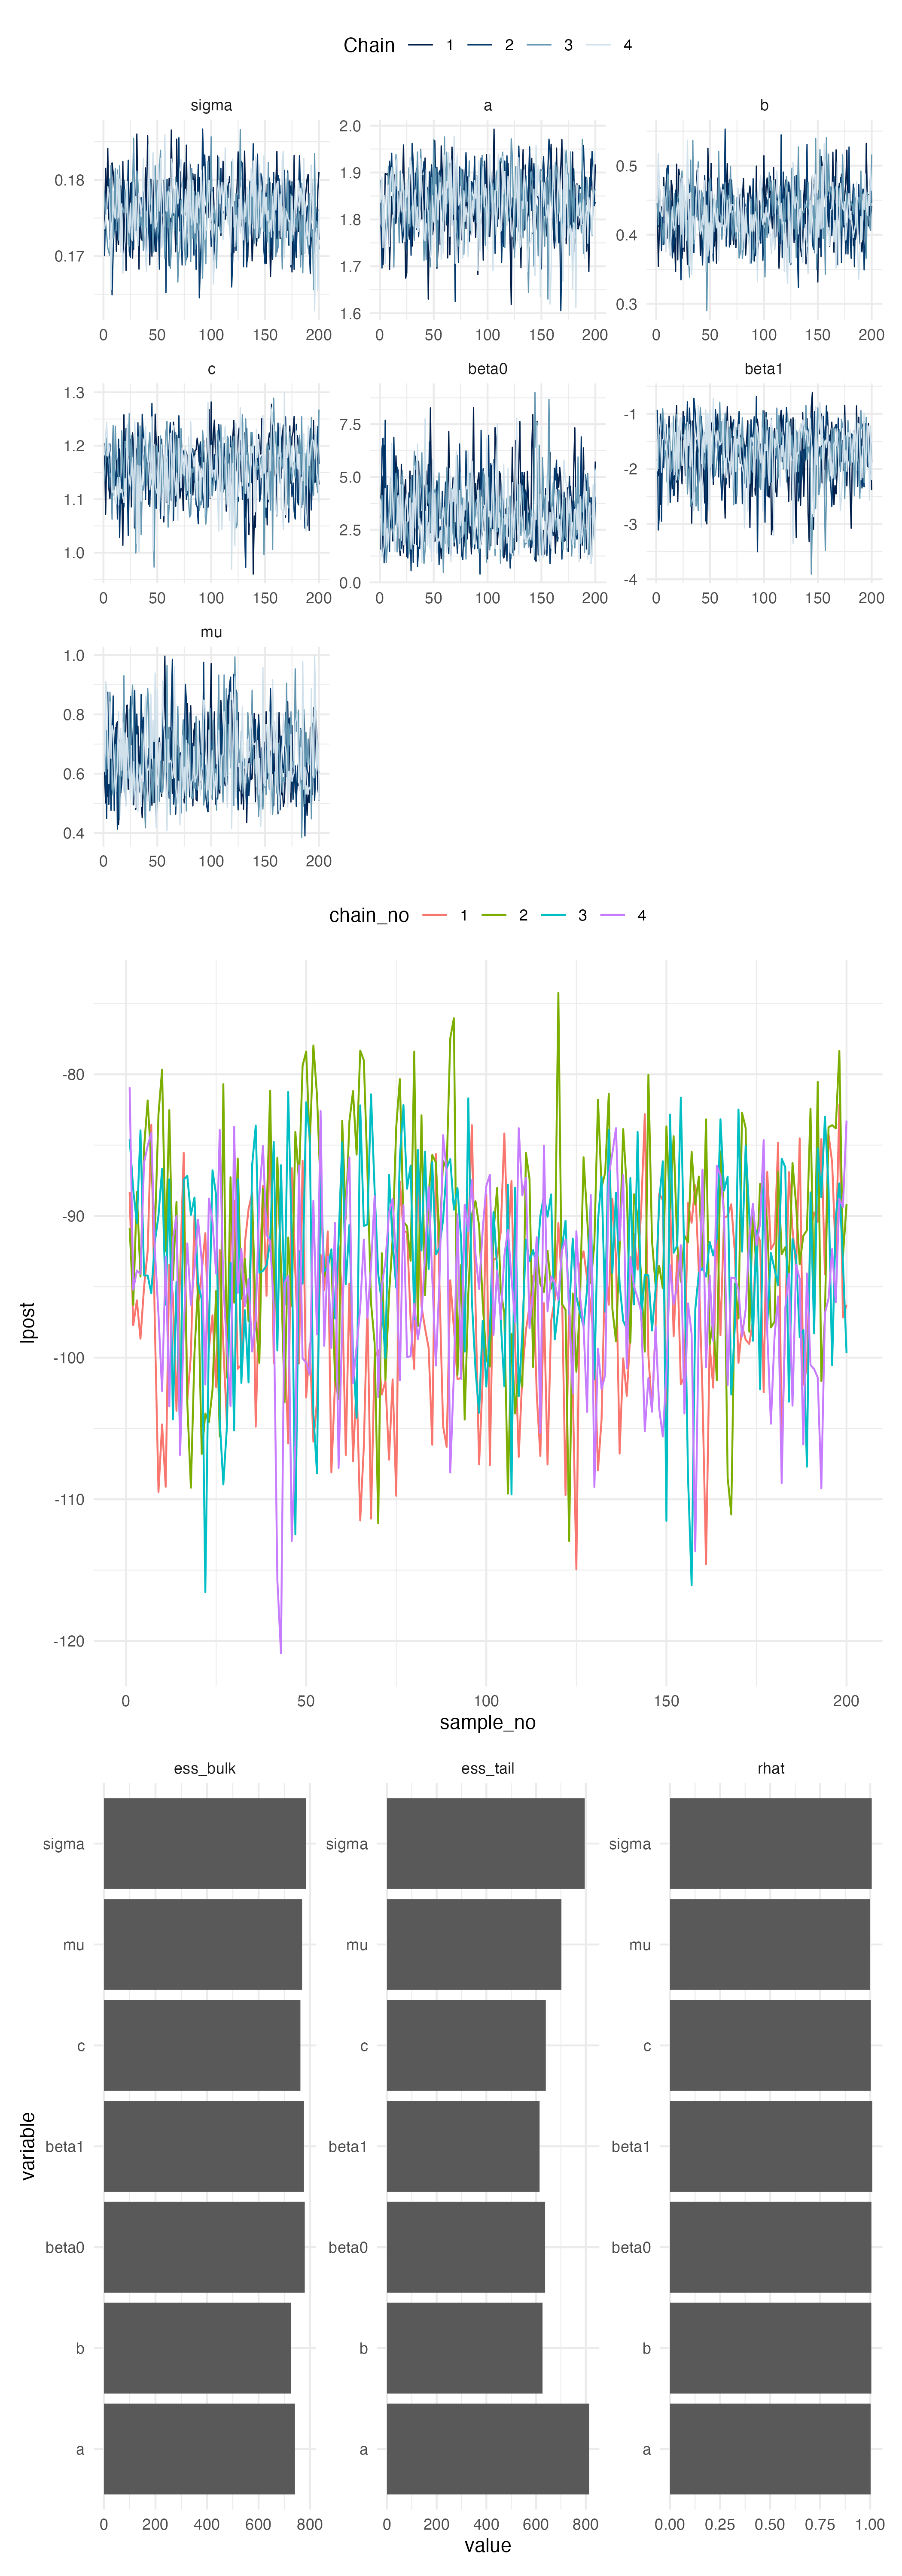 Chain 1 2 3 4
sigma a b
0.18
0.17
2.0
1.9
1.8
1.7
1.6
0.5
0.4
0.3
0 50 100 150 200 0 50 100 150 200 0 50 100 150 200
c beta0 beta1
1.3
1.2
1.1
1.0
7.5
5.0
2.5
0.0
-1
-2
-3
-4
0 50 100 150 200 0 50 100 150 200 0 50 100 150 200
mu
1.0
0.8
0.6
0.4
0 50 100 150 200
chain_no 1 2 3 4
lpost
-80
-90
-100
-110
-120
0 50 100 150 200
sample_no
ess_bulk ess_tail rhat
variable
sigma sigma sigma
mu mu mu
c c c
beta1 beta1 beta1
beta0 beta0 beta0
b b b
a a a
0 200 400 600 800 0 200 400 600 800 0.00 0.25 0.50 0.75 1.00
value